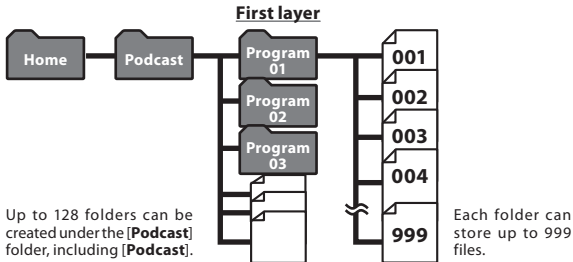 First layer
Home
Podcast
Program
01
Program
02
Program
03
001
002
003
004
999
Up to 128 folders can be
created under the [Podcast]
folder, including [Podcast].
Each folder can
store up to 999
files.